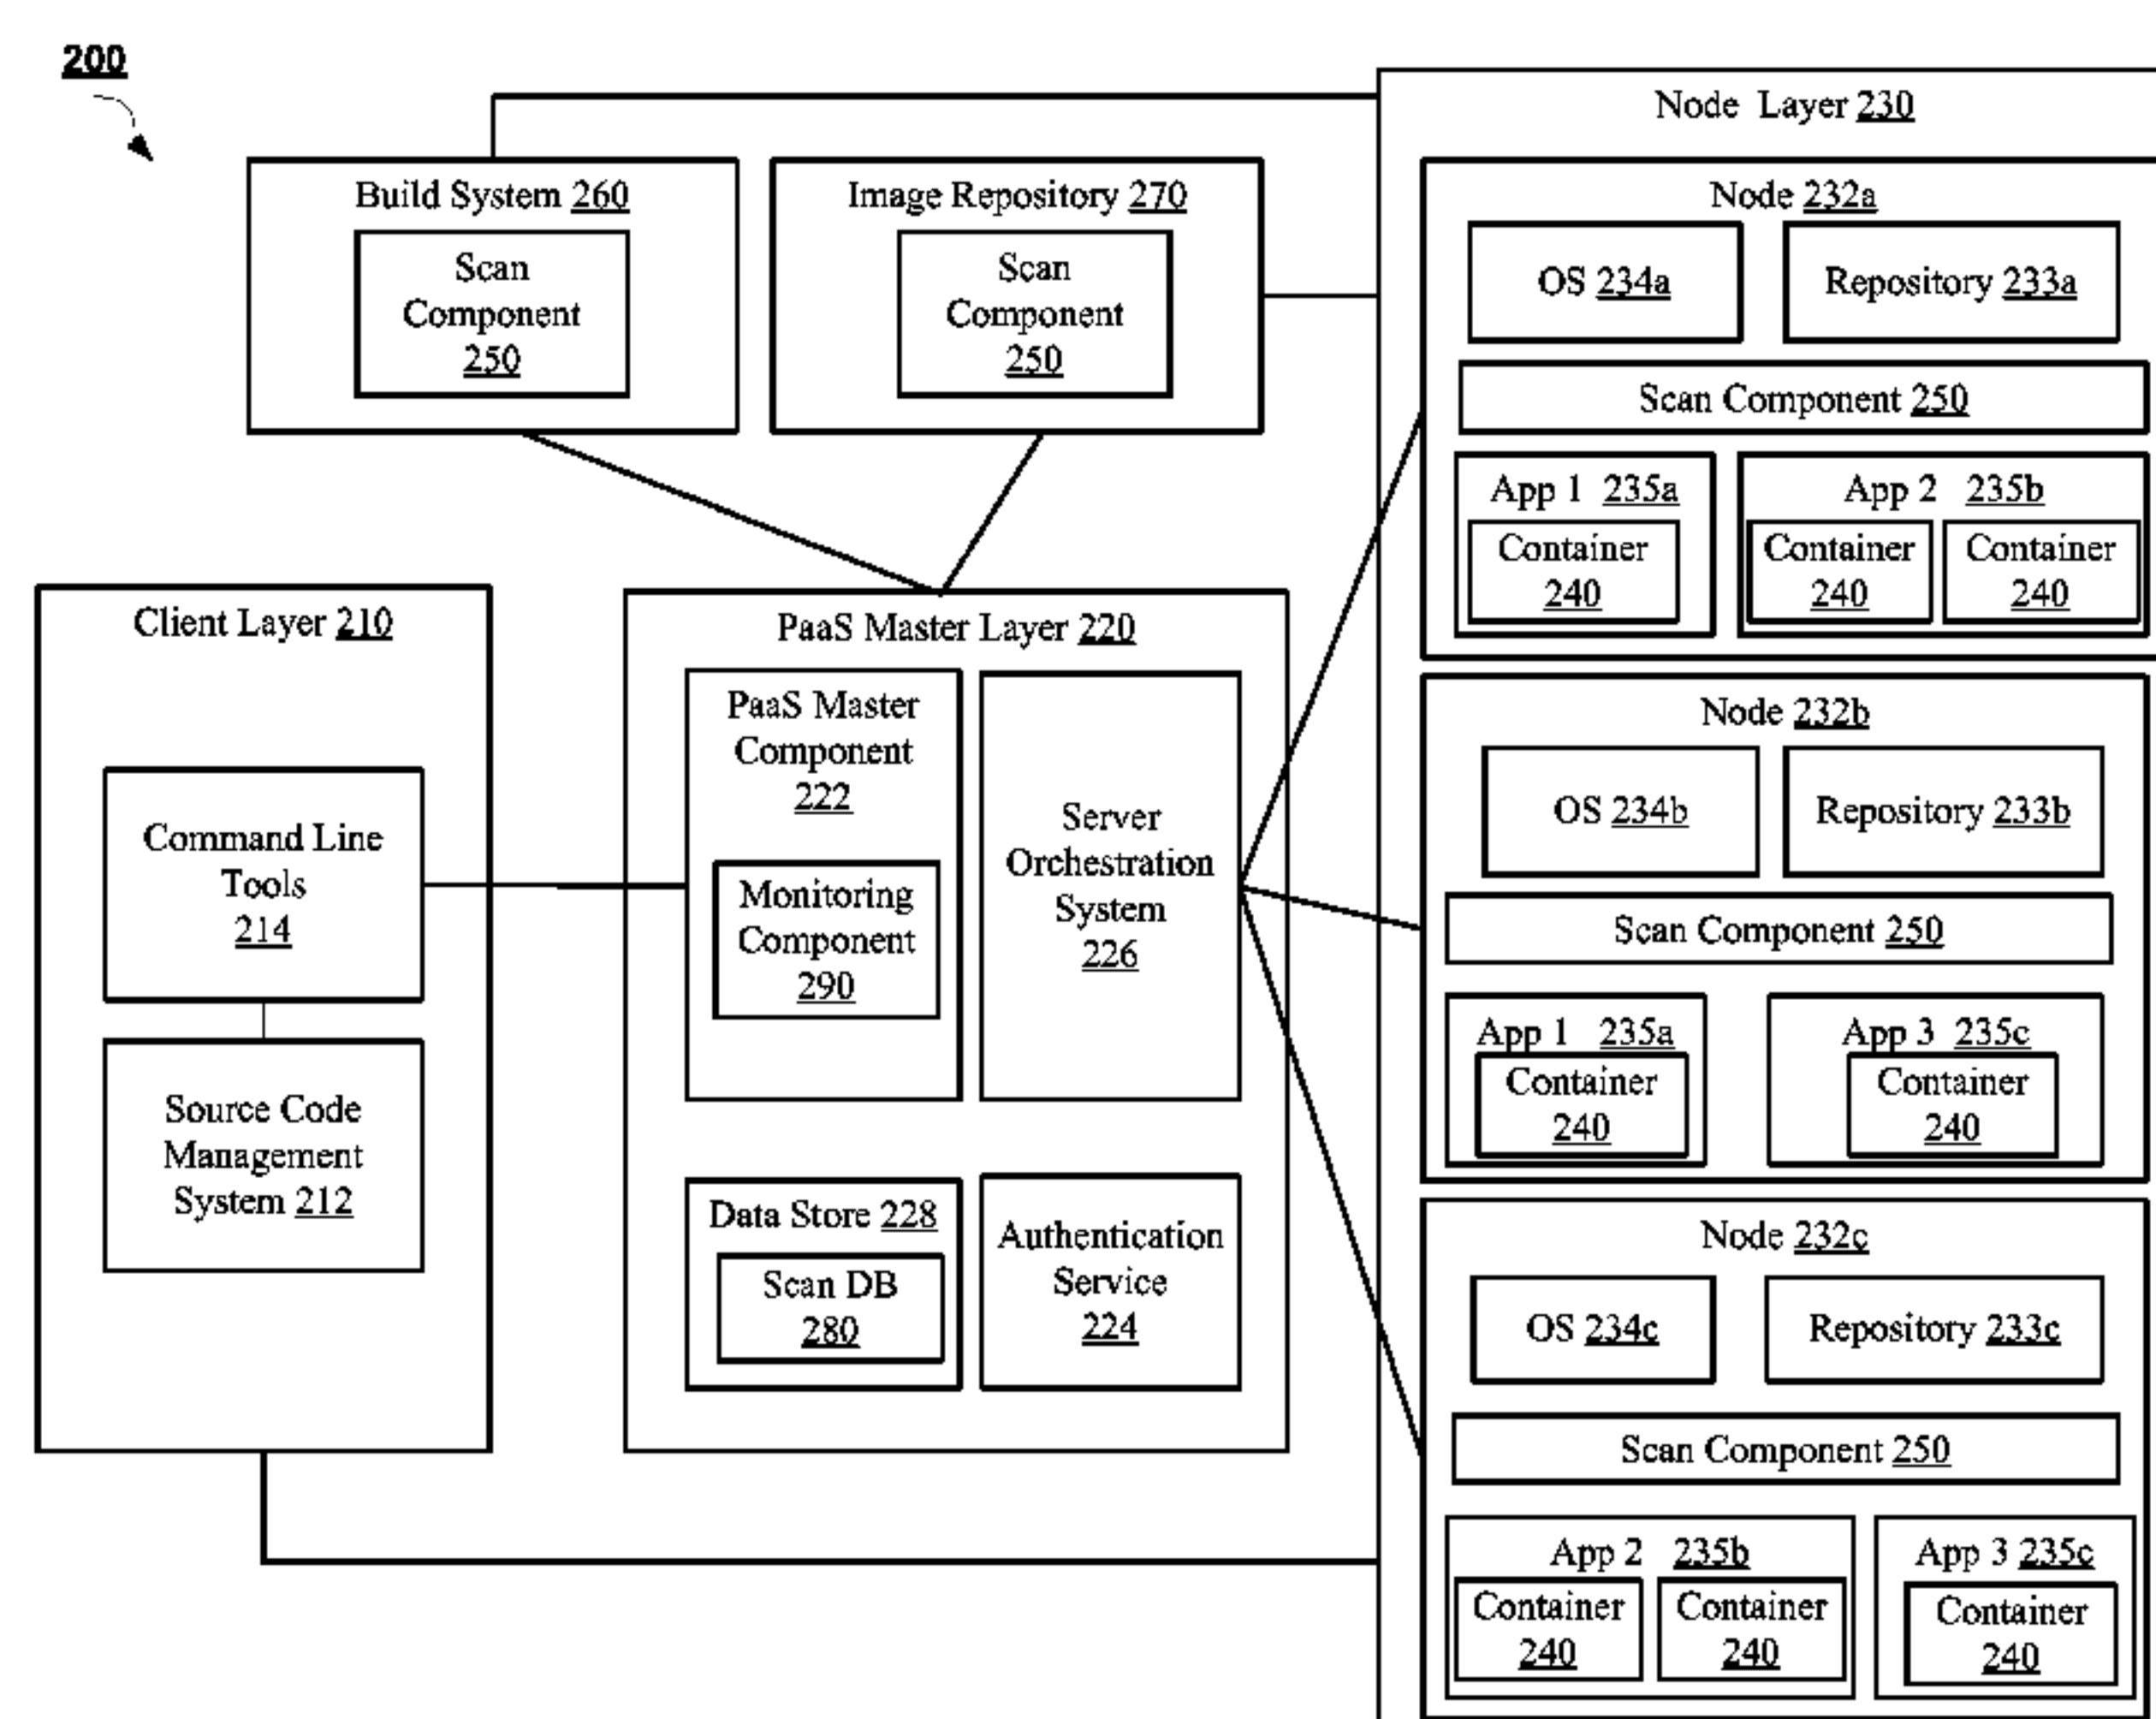 200
Build System 260
Scan
Component
250
Image Repository 270
Scan
Component
250
Client Layer 210
Command Line
Tools
214
Source Code
Management
System 212
PaaS Master Layer 220
PaaS Master
Component
222
Monitoring
Component
290
Server
Orchestration
System
226
Data Store 228
Scan DB
280
Authentication
Service
224
Node Layer 230
Node 232a
OS 234a
Repository 233a
Scan Component 250
App 1 235a
Container
240
App 2 235b
Container
240
Container
240
Node 232b
OS 234b
Repository 233b
Scan Component 250
App 1 235a
Container
240
App 3 235c
Container
240
Node 232c
OS 234c
Repository 233c
Scan Component 250
App 2 235b
Container
240
Container
240
App 3 235c
Container
240